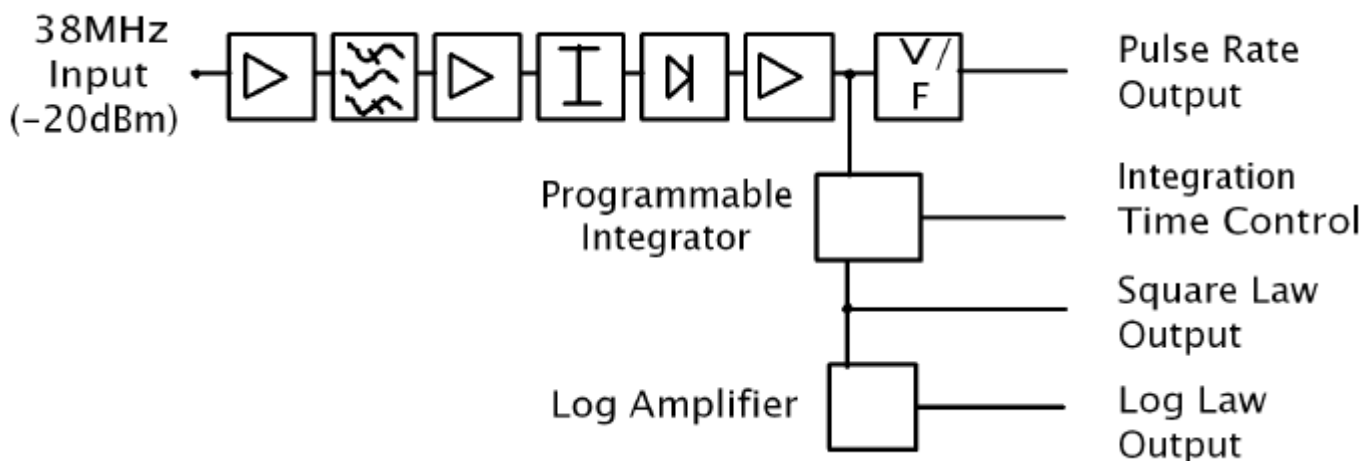 38MHz
Input
(-20dBm)
V/
F
Pulse Rate
Output
Programmable
Integrator
Integration
Time Control
Square Law
Output
Log Amplifier
Log Law
Output